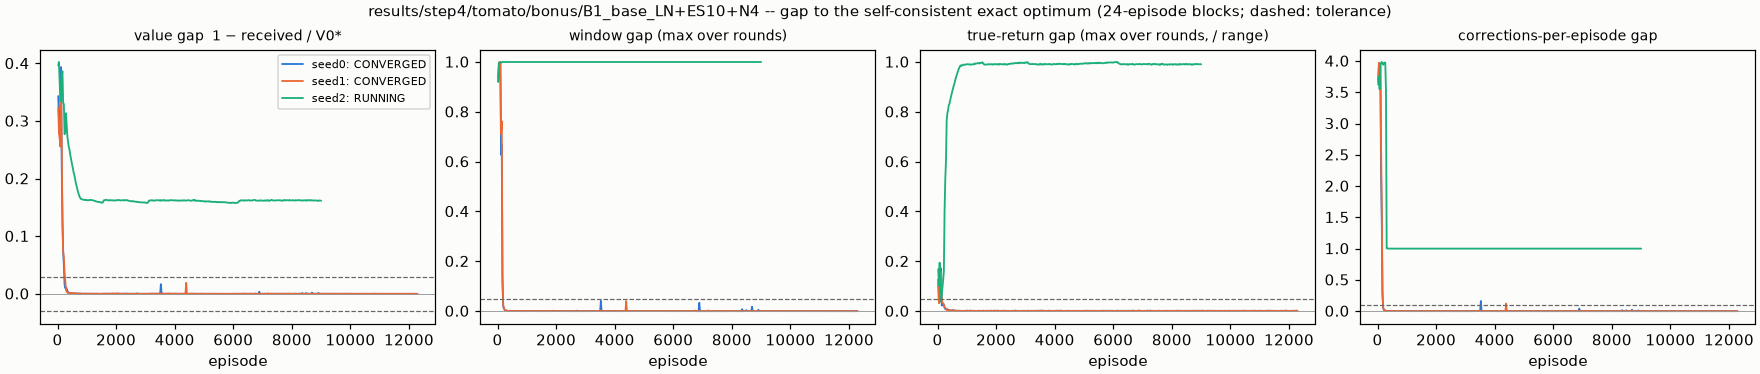 results/step4/tomato/bonus/B1_base_LN+ES10+N4 -- gap to the self-consistent exact optimum (24-episode blocks; dashed: tolerance)
value gap  1 − received / V0*
0.4
0.3
0.2
0.1
0.0
seed0: CONVERGED
seed1: CONVERGED
seed2: RUNNING
0 2000 4000 6000 8000 10000 12000
episode
window gap (max over rounds)
1.0
0.8
0.6
0.4
0.2
0.0
0 2000 4000 6000 8000 10000 12000
episode
true-return gap (max over rounds, / range)
1.0
0.8
0.6
0.4
0.2
0.0
0 2000 4000 6000 8000 10000 12000
episode
corrections-per-episode gap
4.0
3.5
3.0
2.5
2.0
1.5
1.0
0.5
0.0
0 2000 4000 6000 8000 10000 12000
episode